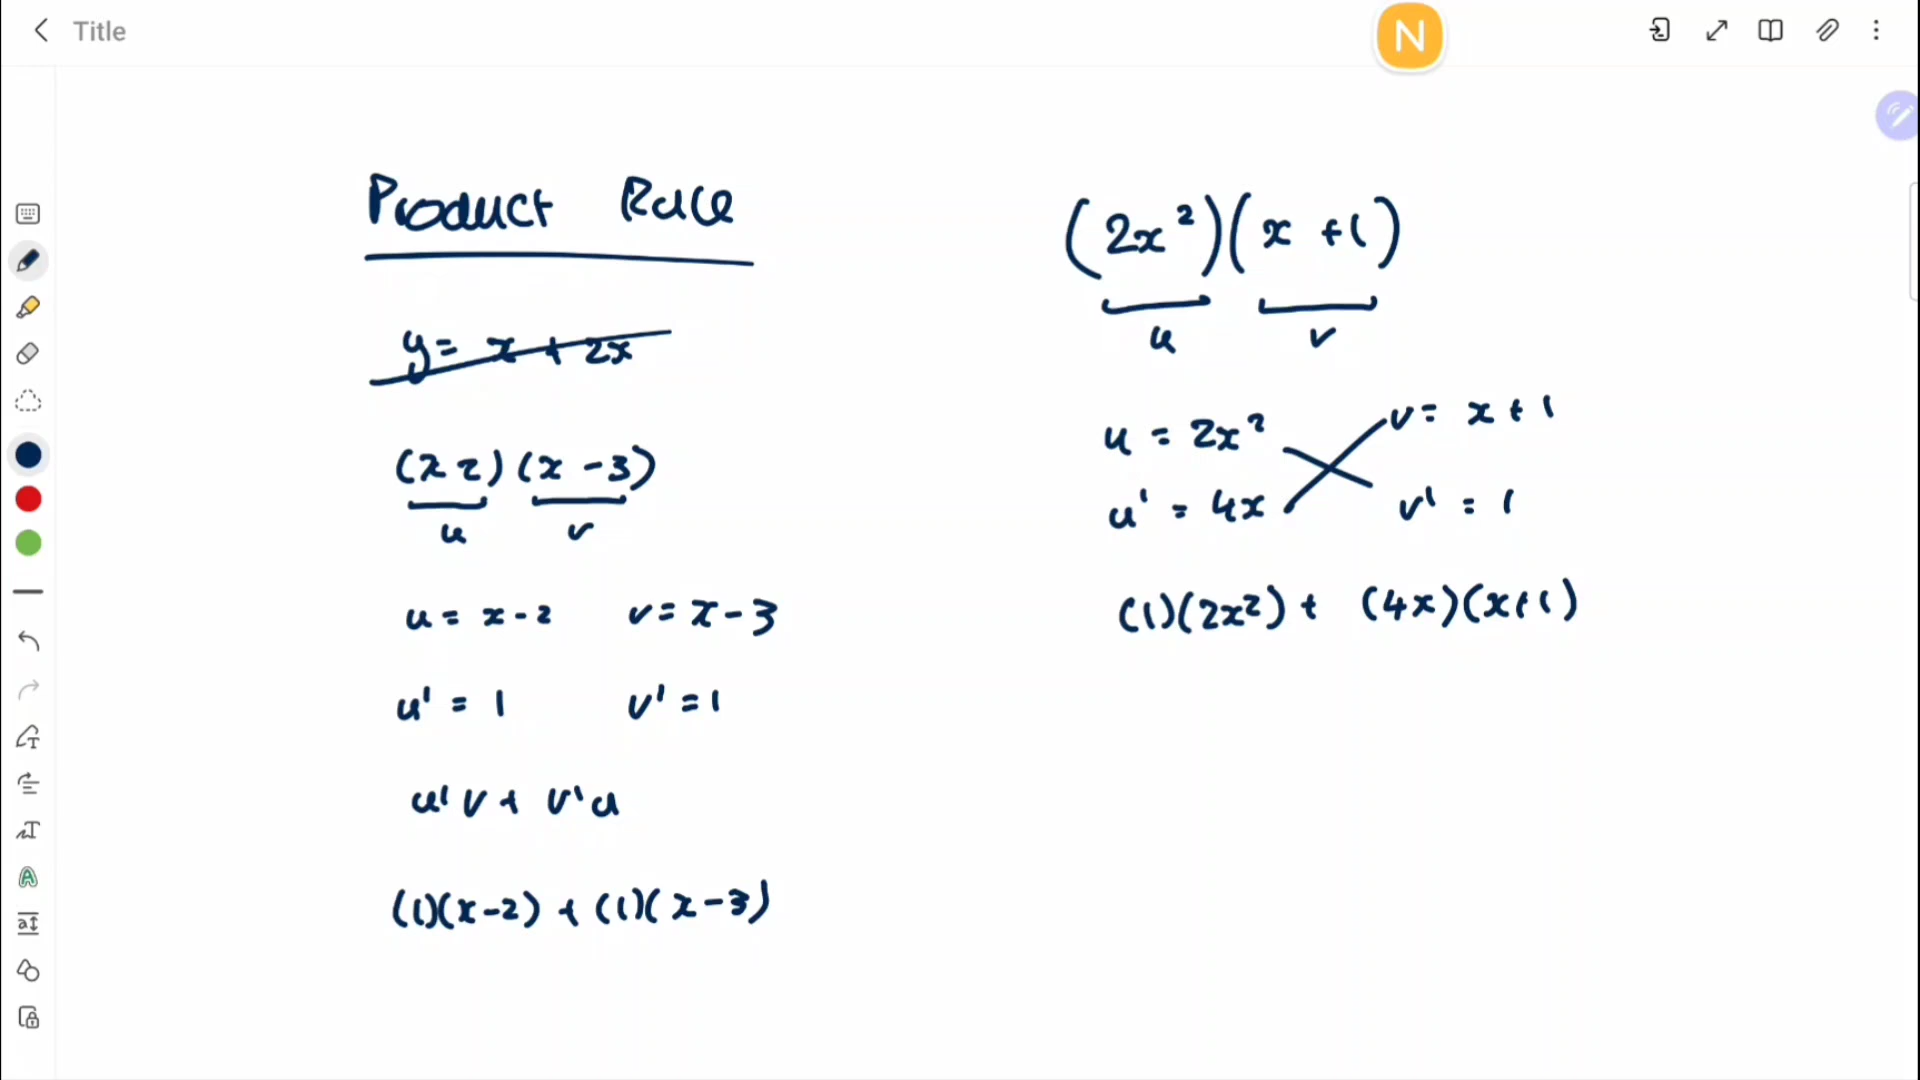 Title
N
Product Rule
y= x + 2x
(x 2)(x -3)
u v
u = x-2 v = x-3
u' = 1 v' = 1
u'v + v'u
(1)(x-2) + (1)(x-3)
(2x²)(x +1)
u v
u = 2x² v = x + 1
u' = 4x v' = 1
(1)(2x²) + (4x)(x+1)